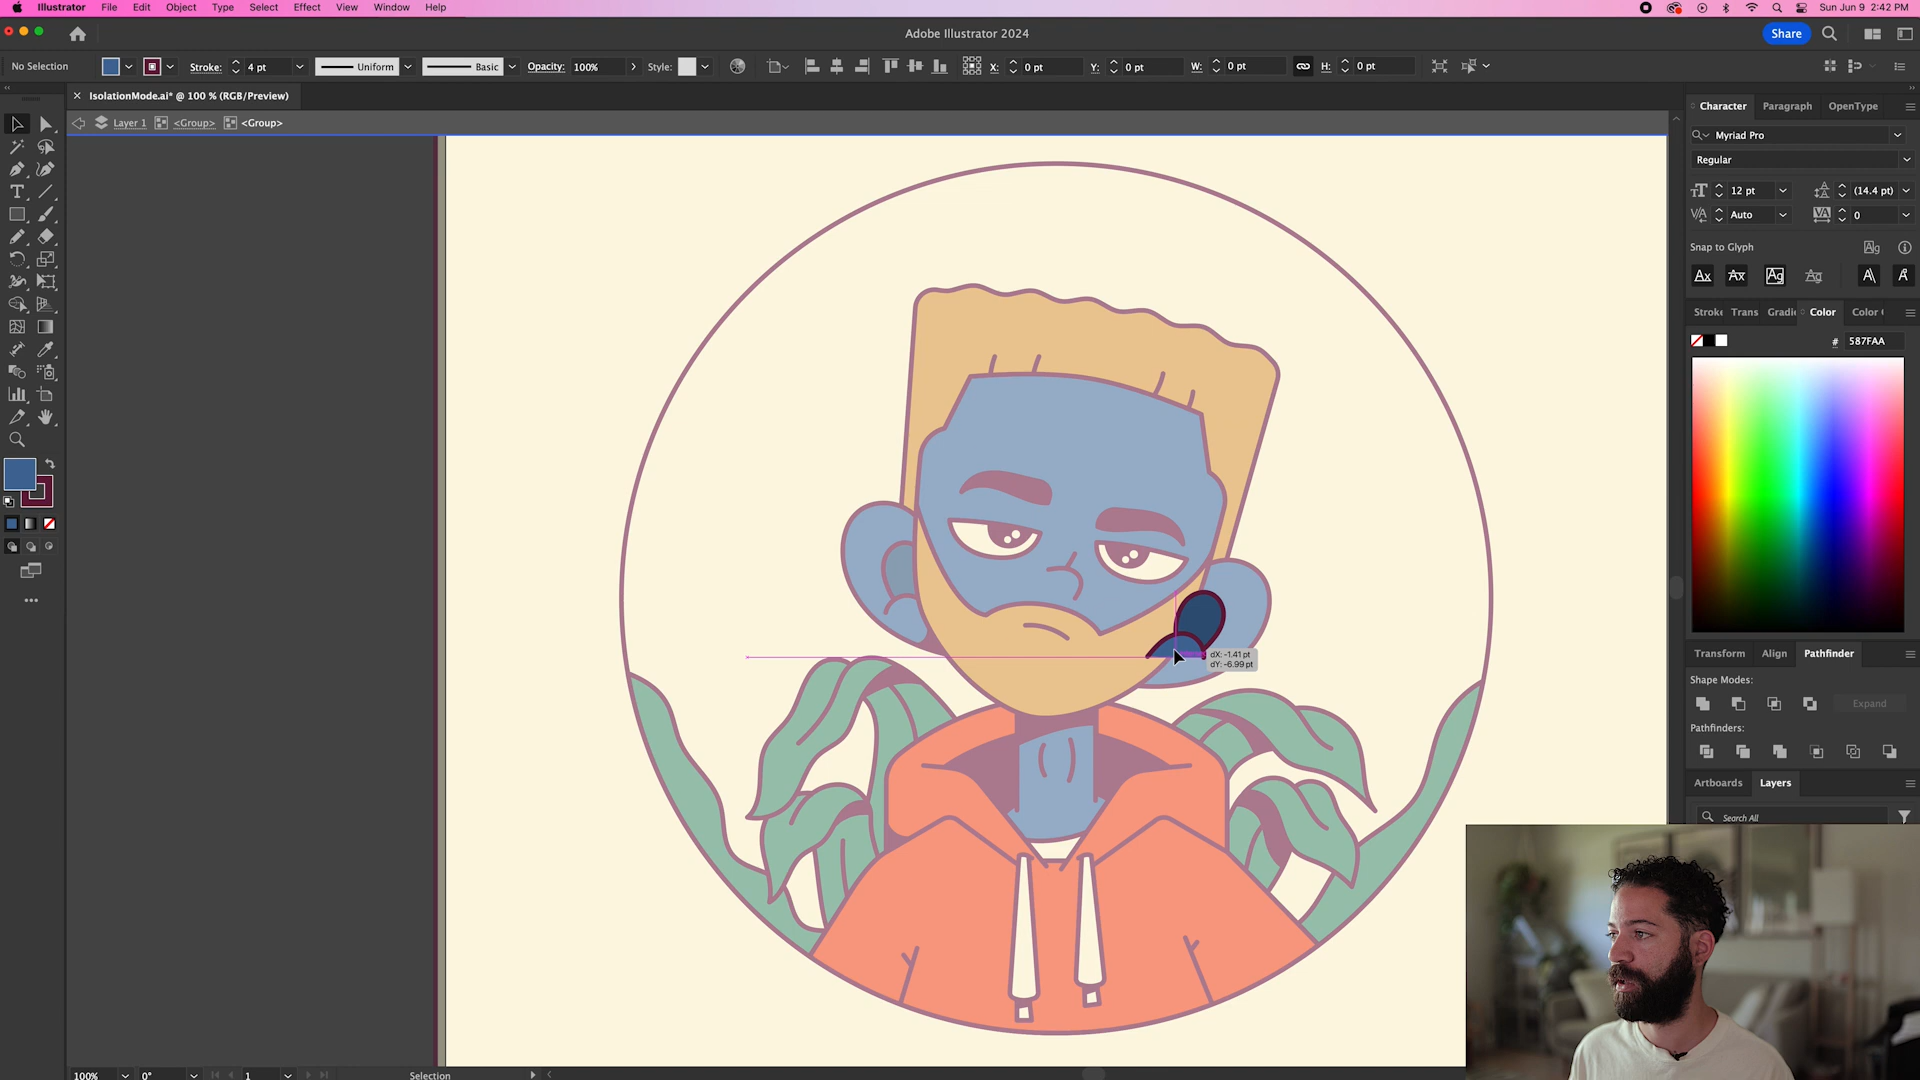 Illustrator File Edit Object Type Select Effect View Window Help Sun Jun 9 2:42 PM
Adobe Illustrator 2024 Share
No Selection Stroke: 4 pt Uniform Basic Opacity: 100% Style: X: 0 pt Y: 0 pt W: 0 pt H: 0 pt
IsolationMode.ai* @ 100 % (RGB/Preview)
Layer 1 <Group> <Group>
Character Paragraph OpenType
Myriad Pro
Regular
12 pt (14.4 pt)
Auto 0
Snap to Glyph
Stroke Trans Gradi Color Color
# 587FAA
dX: -1.41 pt
dY: -6.99 pt
Transform Align Pathfinder
Shape Modes:
Expand
Pathfinders:
Artboards Layers
Search All
100% 0° 1 Selection